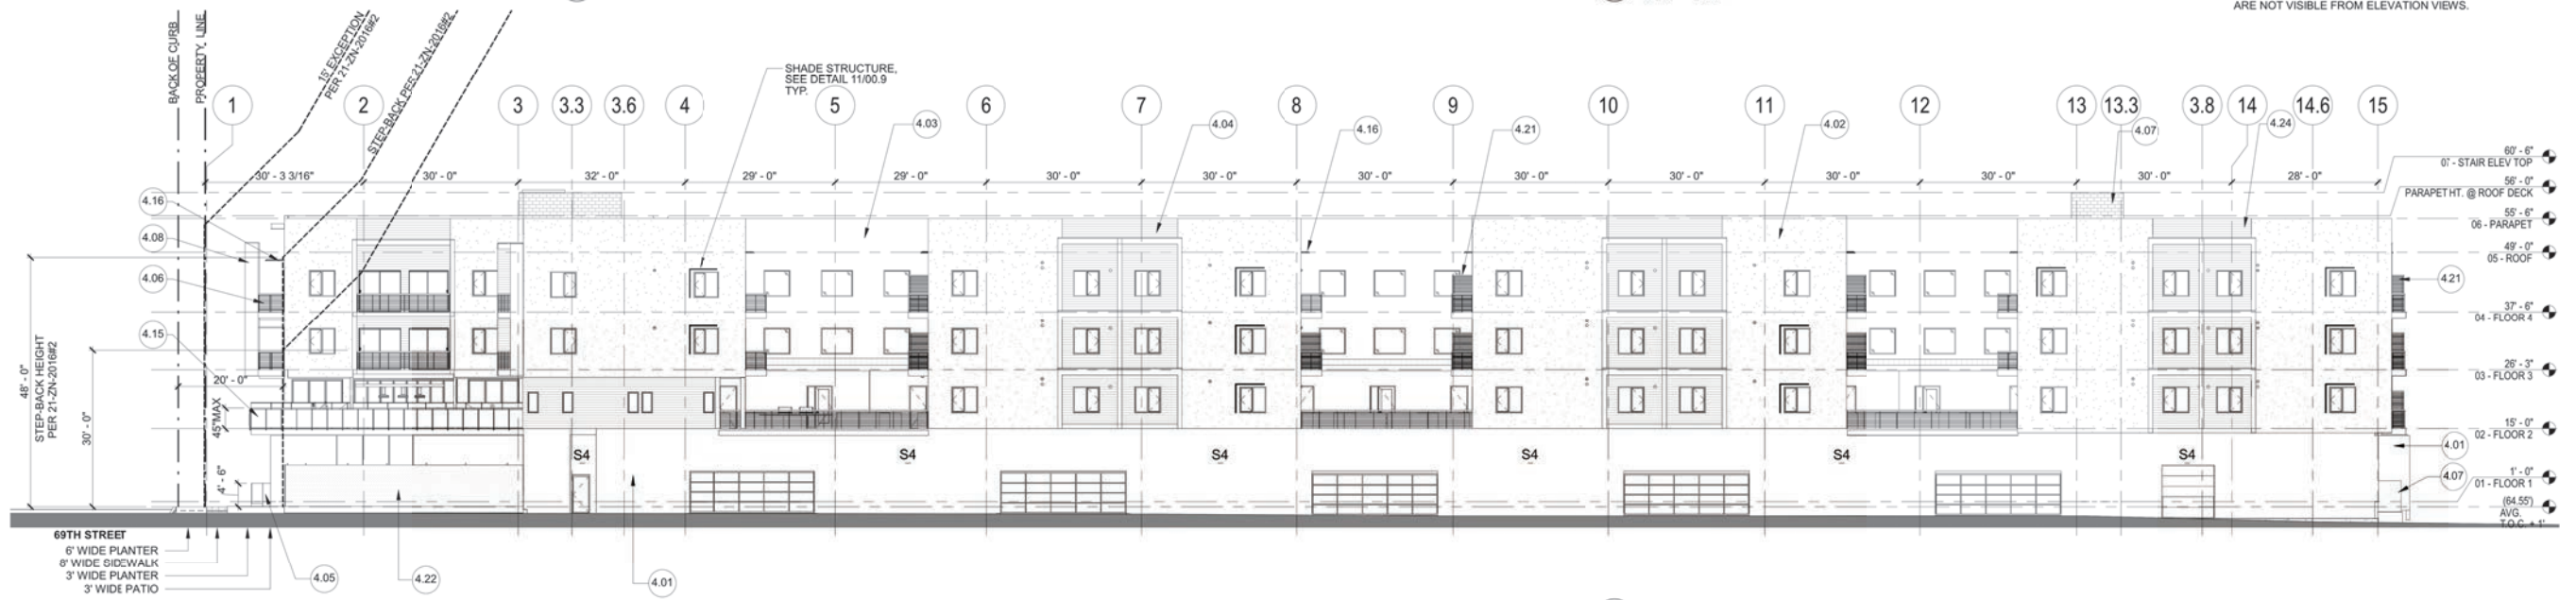 ARE NOT VISIBLE FROM ELEVATION VIEWS.
BACK OF CURB
PROPERTY LINE
15' EXCEPTION
PER 21-ZN-2016#2
STEP-BACK PER 21-ZN-2016#2
SHADE STRUCTURE,
SEE DETAIL 11/00.9
TYP.
1
2
3
3.3
3.6
4
5
6
7
8
9
10
11
12
13
13.3
3.8
14
14.6
15
4.03
4.04
4.16
4.21
4.02
4.07
4.24
30' - 3 3/16"
30' - 0"
32' - 0"
29' - 0"
29' - 0"
30' - 0"
30' - 0"
30' - 0"
30' - 0"
30' - 0"
30' - 0"
30' - 0"
28' - 0"
60' - 6"
07 - STAIR ELEV TOP
56' - 0"
PARAPET HT. @ ROOF DECK
55' - 6"
06 - PARAPET
49' - 0"
05 - ROOF
4.21
37' - 6"
04 - FLOOR 4
26' - 3"
03 - FLOOR 3
15' - 0"
02 - FLOOR 2
4.01
4.07
1' - 0"
01 - FLOOR 1
(64.55')
AVG.
T.O.C. + 1'
4.16
4.08
4.06
4.15
48' - 0"
STEP-BACK HEIGHT
PER 21-ZN-2016#2
30' - 0"
20' - 0"
45" MAX
4' - 6"
S4
S4
S4
S4
S4
S4
69TH STREET
6' WIDE PLANTER
8' WIDE SIDEWALK
3' WIDE PLANTER
3' WIDE PATIO
4.05
4.22
4.01